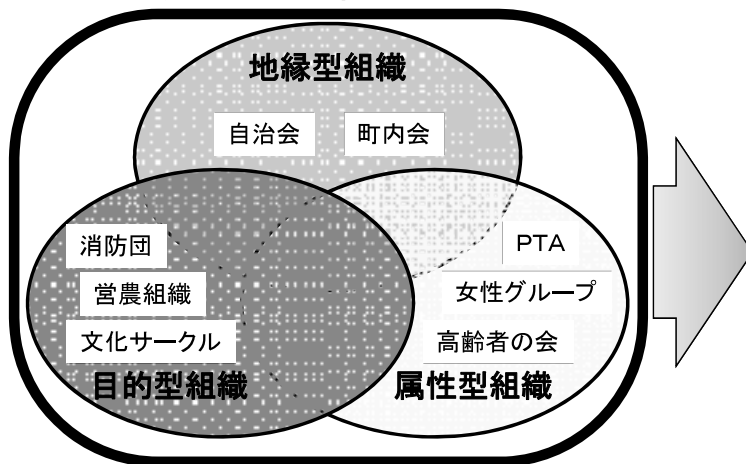 地縁型組織
自治会
町内会
消防団
営農組織
文化サークル
目的型組織
PTA
女性グループ
高齢者の会
属性型組織